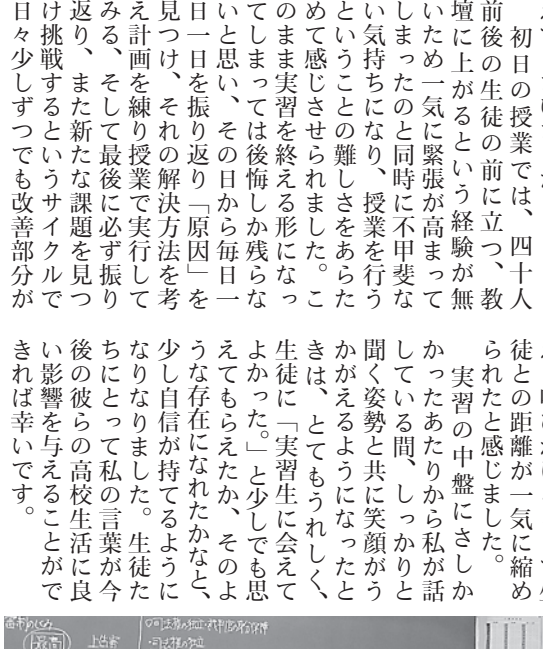 初日の授業では、四十人
前後の生徒の前に立つ、教
壇に上がるという経験が無
いため一気に緊張が高まって
しまったのと同時に不甲斐な
い気持ちになり、授業を行う
ということの難しさをあらた
めて感じさせられました。こ
のまま実習を終える形になっ
てしまっては後悔しか残らな
いと思い、その日から毎日一
日一日を振り返り「原因」を
見つけ、それの解決方法を考
え計画を練り授業で実行して
みる、そして最後に必ず振り
返り、また新たな課題を見つ
け挑戦するというサイクルで
日々少しずつでも改善部分が
徒との距離が一気に縮め
られたと感じました。
実習の中盤にさしか
かったあたりから私が話
している間、しっかりと
聞く姿勢と共に笑顔がう
かがえるようになったと
きは、とてもうれしく、
生徒に「実習生に会えて
よかった。」と少しでも思
えてもらえたか、そのよ
うな存在になれたかなと、
少し自信が持てるように
なりなりました。生徒た
ちにとって私の言葉が今
後の彼らの高校生活に良
い影響を与えることがで
きれば幸いです。
最高
上告審
司法権の独立